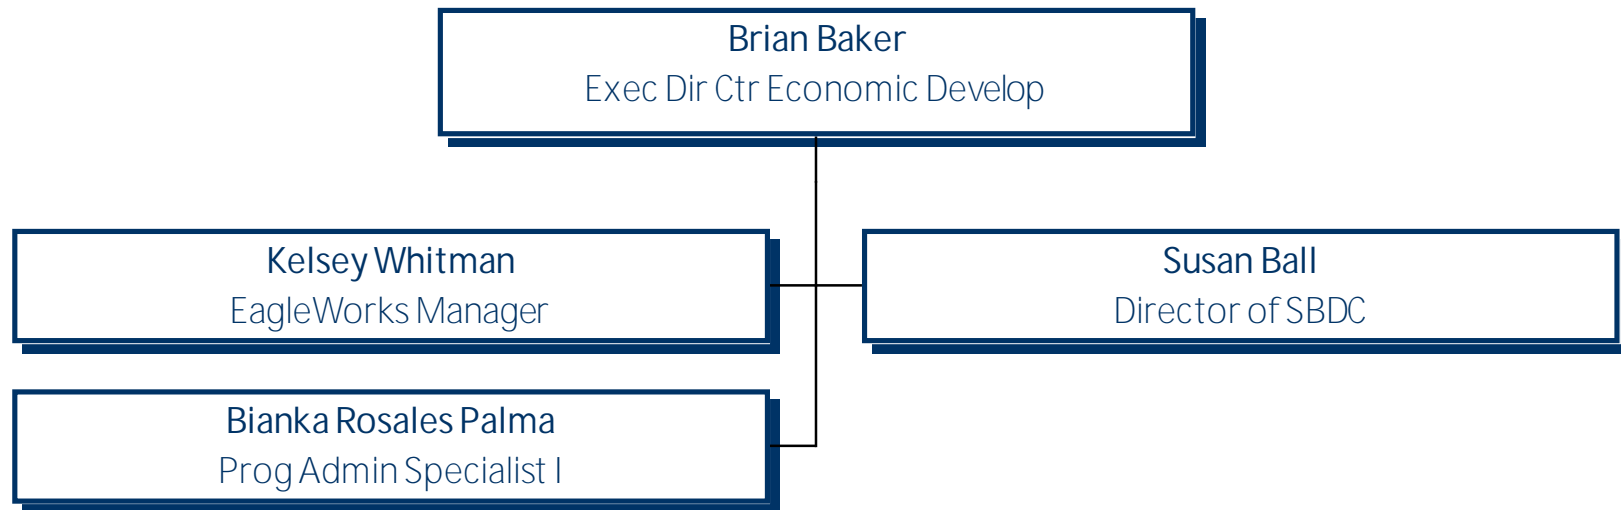 Brian Baker
Exec Dir Ctr Economic Develop
Kelsey Whitman
EagleWorks Manager
Susan Ball
Director of SBDC
Bianka Rosales Palma
Prog Admin Specialist I